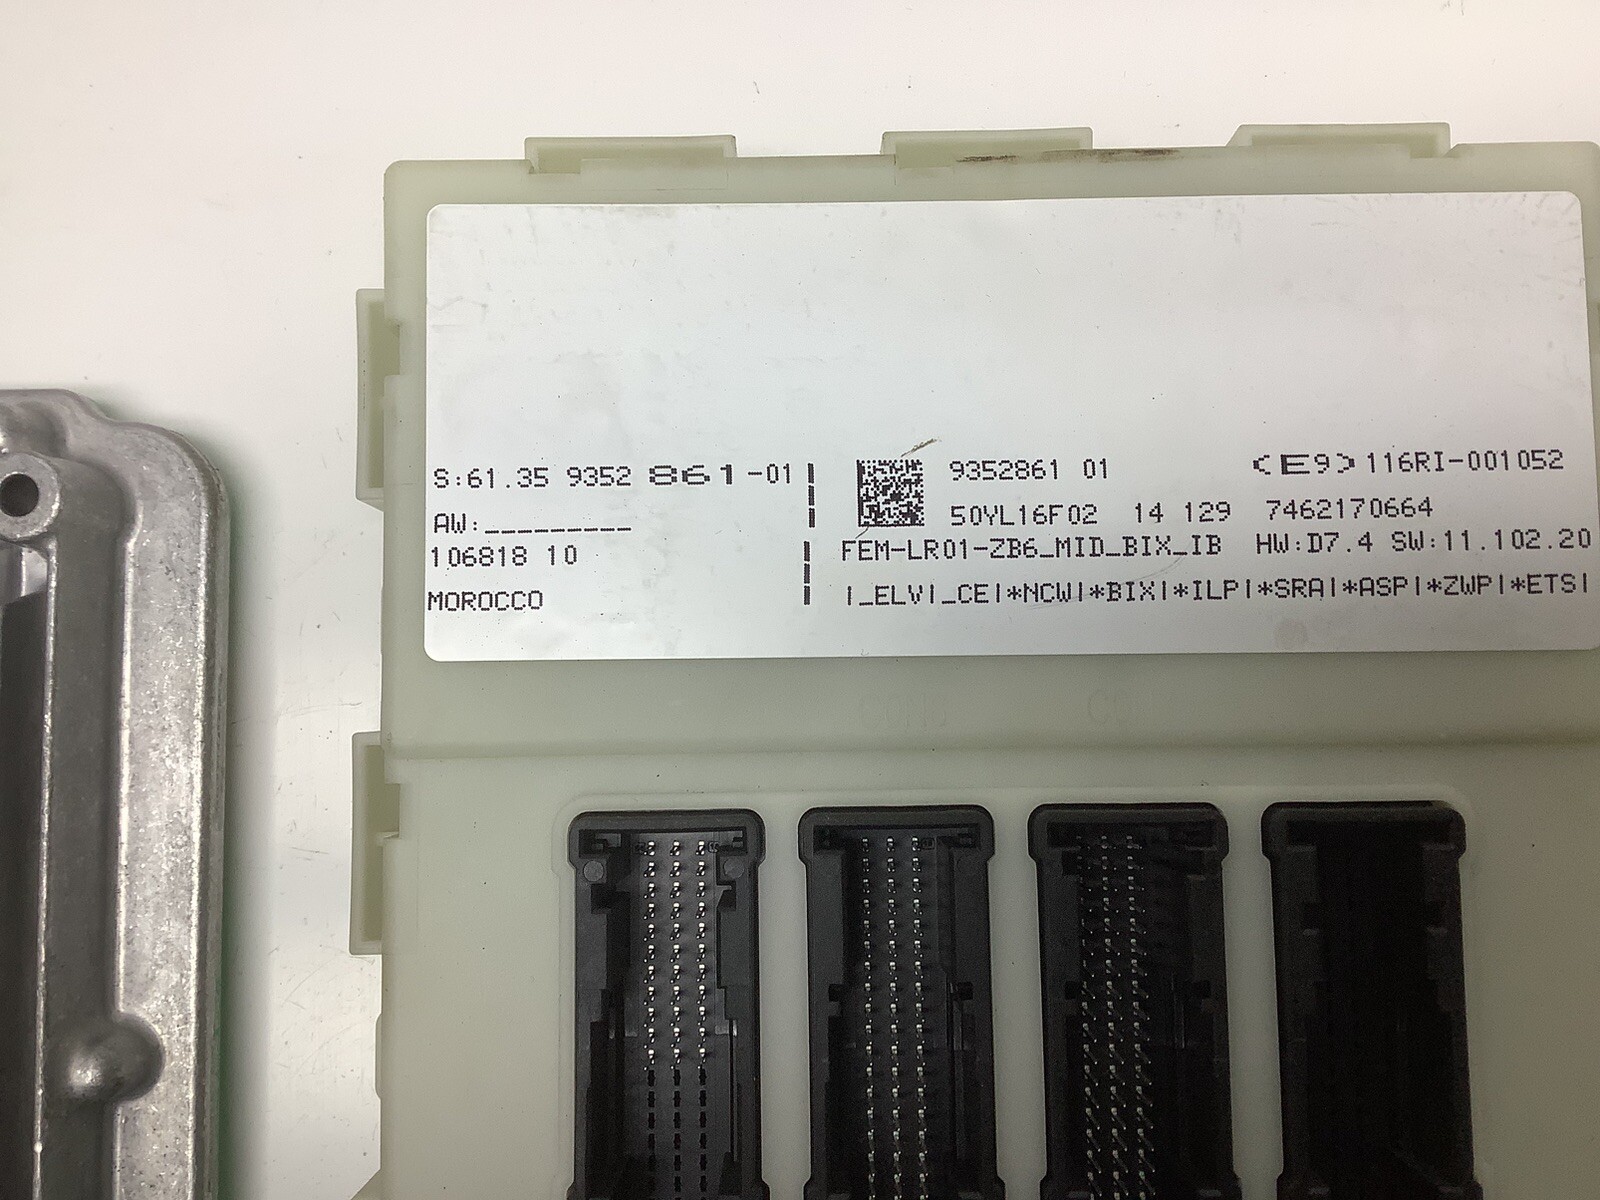 S:61.35 9352 861-01
AW:_________
106818 10
MOROCCO
9352861 01
<E9> 116RI-001052
50YL16F02 14 129 7462170664
FEM-LR01-ZB6_MID_BIX_IB HW:D7.4 SW:11.102.20
|_ELV|_CE|*NCW|*BIX|*ILP|*SRA|*ASP|*ZWP|*ETS|